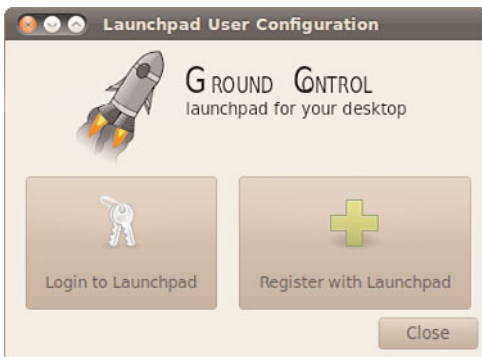 Launchpad User Configuration
GROUND CONTROL
launchpad for your desktop
Login to Launchpad
Register with Launchpad
Close